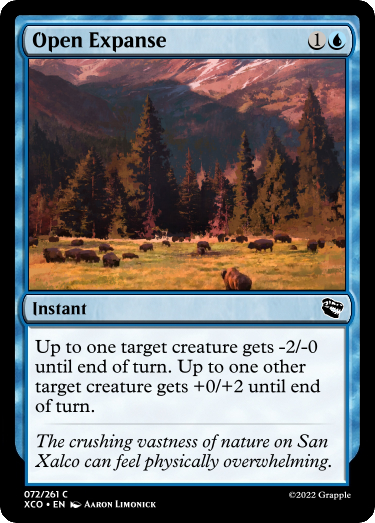 Open Expanse 1
Instant
Up to one target creature gets -2/-0
until end of turn. Up to one other
target creature gets +0/+2 until end
of turn.
The crushing vastness of nature on San
Xalco can feel physically overwhelming.
072/261 C
XCO • EN Aaron Limonick
©2022 Grapple